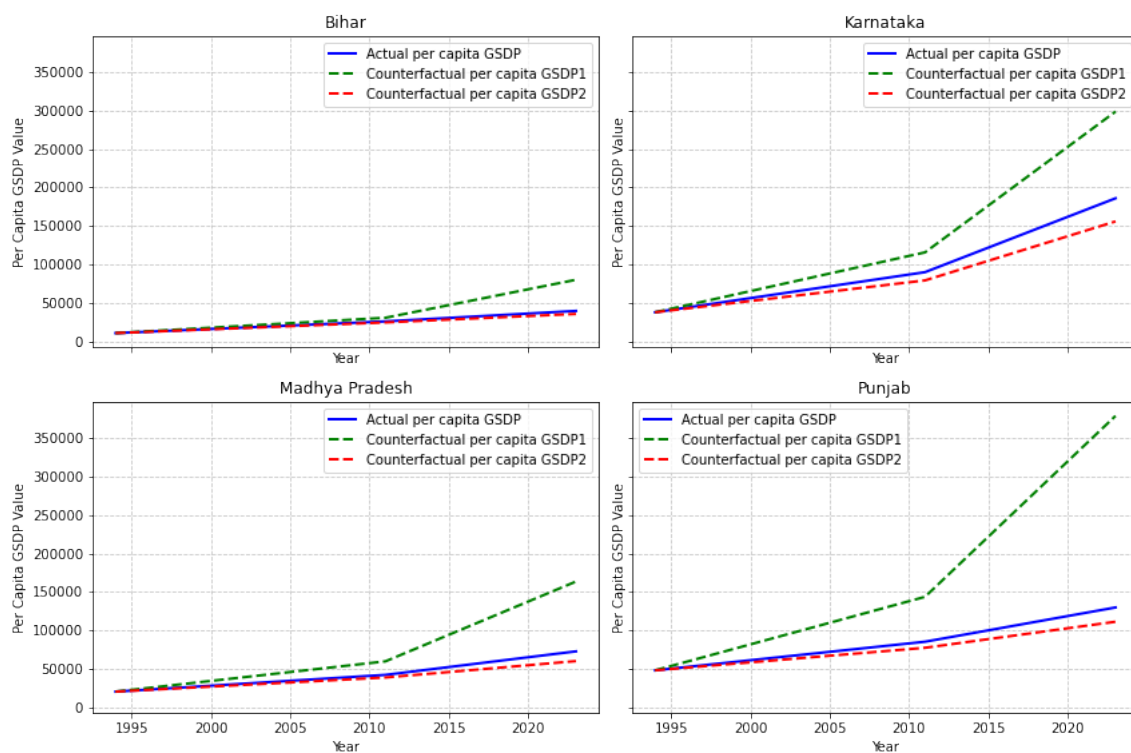 Bihar
Actual per capita GSDP
Counterfactual per capita GSDP1
Counterfactual per capita GSDP2
Per Capita GSDP Value
350000
300000
250000
200000
150000
100000
50000
0
Year
Karnataka
Actual per capita GSDP
Counterfactual per capita GSDP1
Counterfactual per capita GSDP2
Per Capita GSDP Value
Year
Madhya Pradesh
Actual per capita GSDP
Counterfactual per capita GSDP1
Counterfactual per capita GSDP2
Per Capita GSDP Value
350000
300000
250000
200000
150000
100000
50000
0
1995 2000 2005 2010 2015 2020
Year
Punjab
Actual per capita GSDP
Counterfactual per capita GSDP1
Counterfactual per capita GSDP2
Per Capita GSDP Value
1995 2000 2005 2010 2015 2020
Year